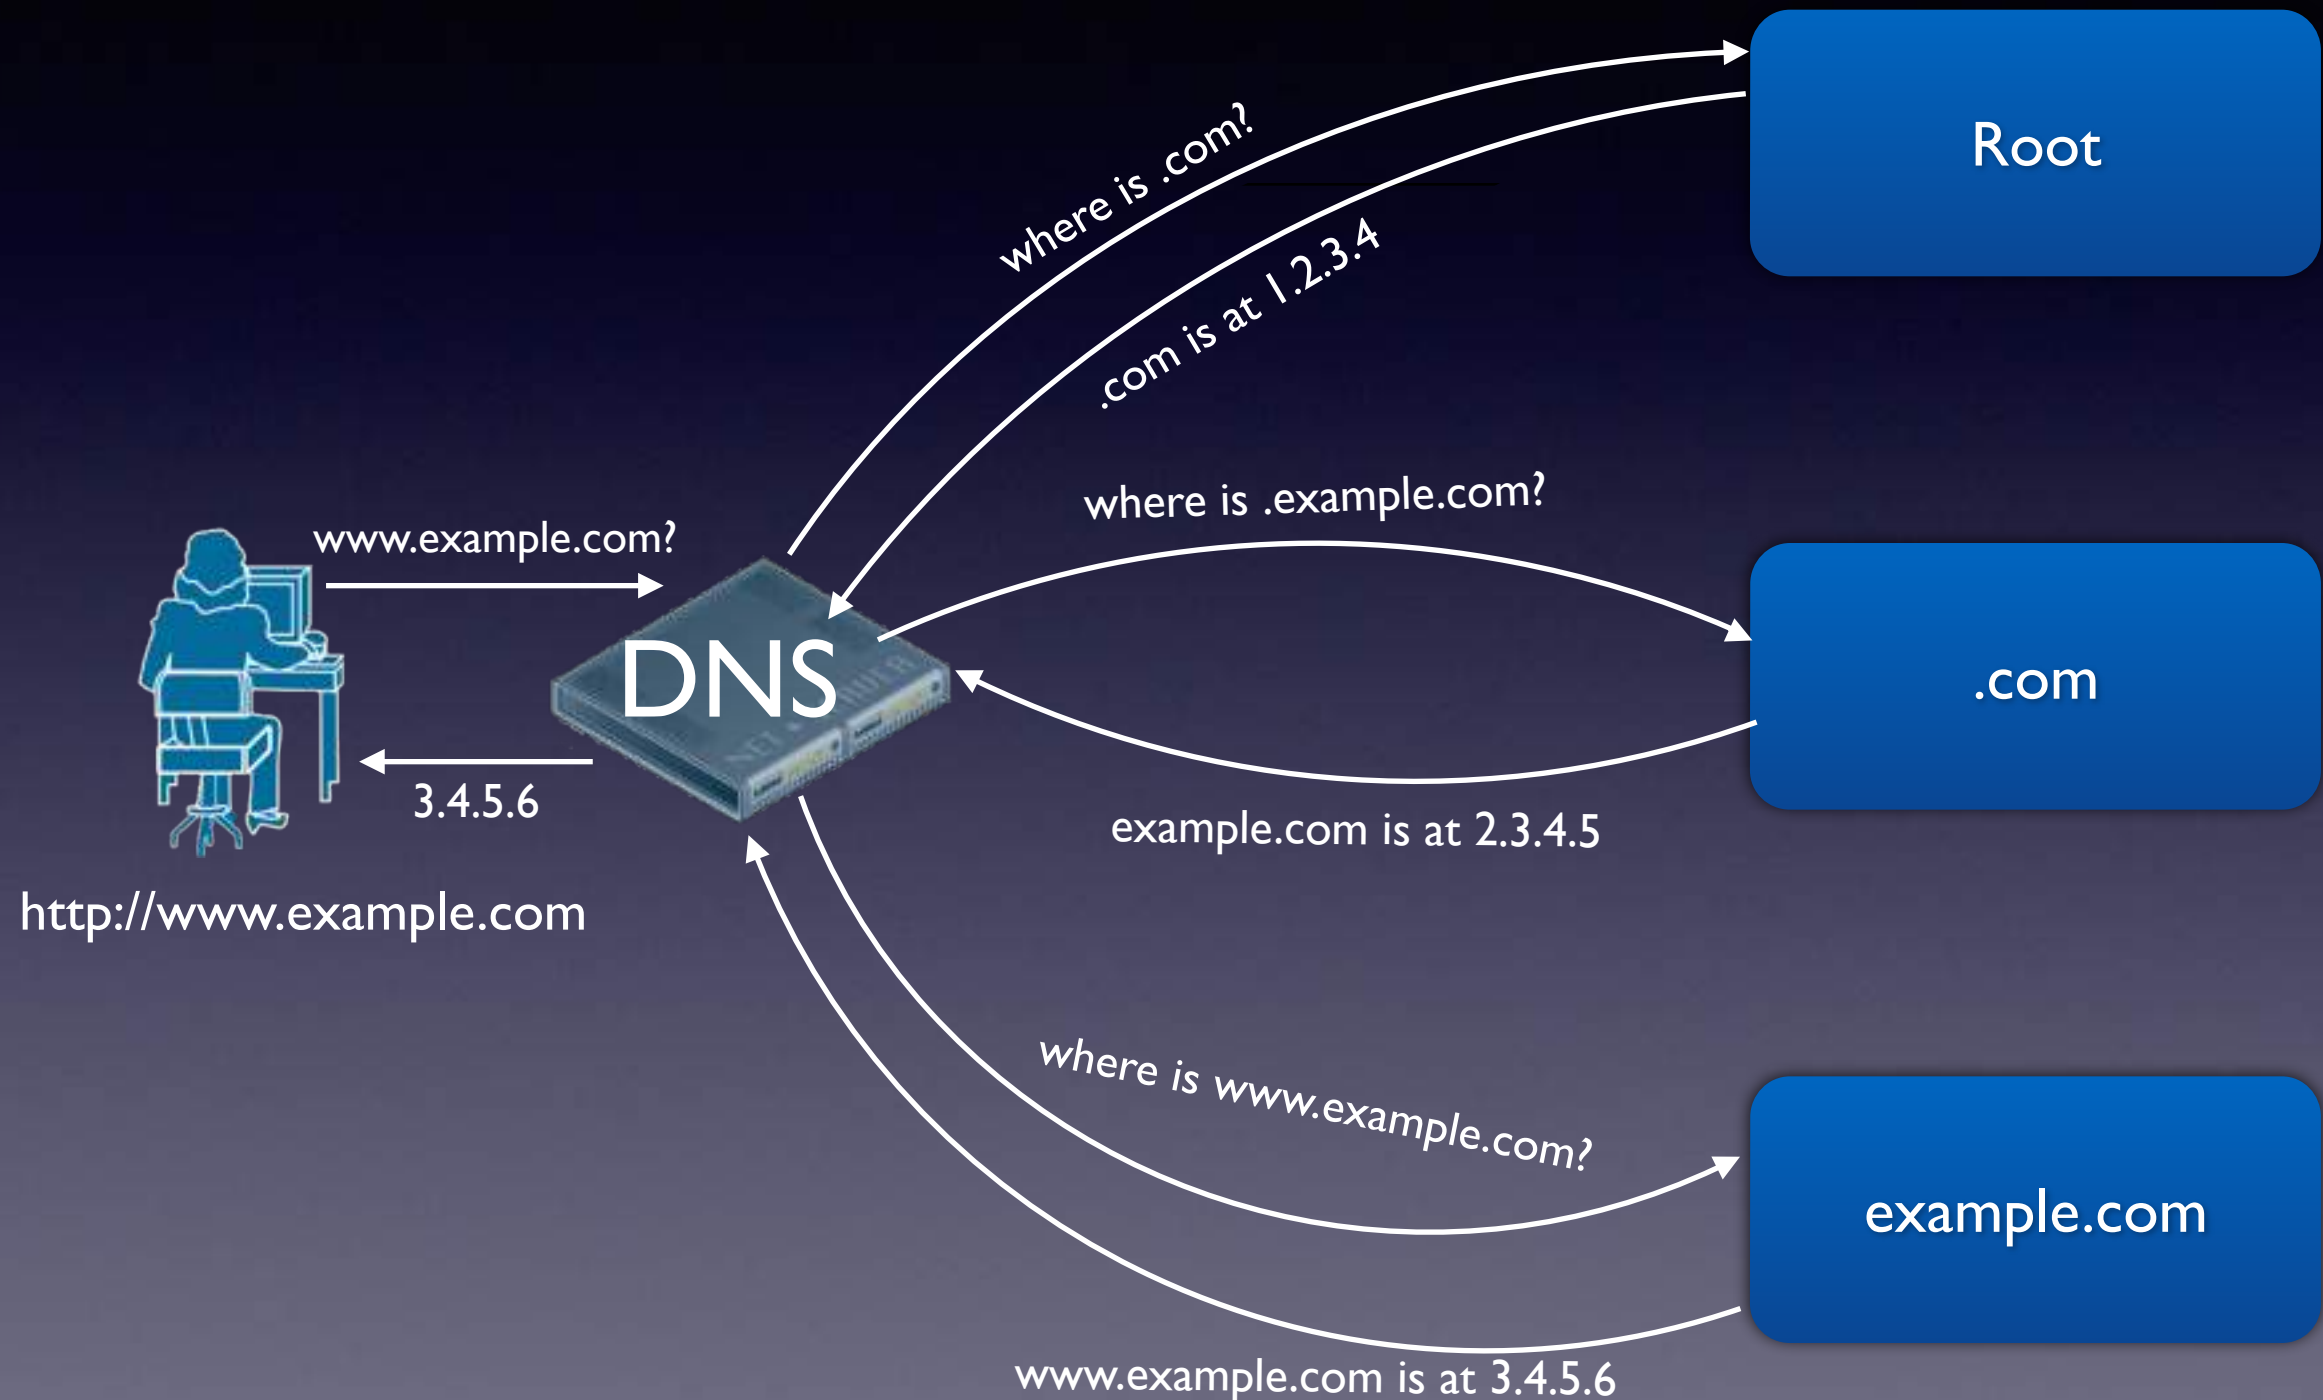 Root
where is .com?
.com is at 1.2.3.4
where is .example.com?
www.example.com?
DNS
.com
3.4.5.6
example.com is at 2.3.4.5
http://www.example.com
where is www.example.com?
example.com
www.example.com is at 3.4.5.6